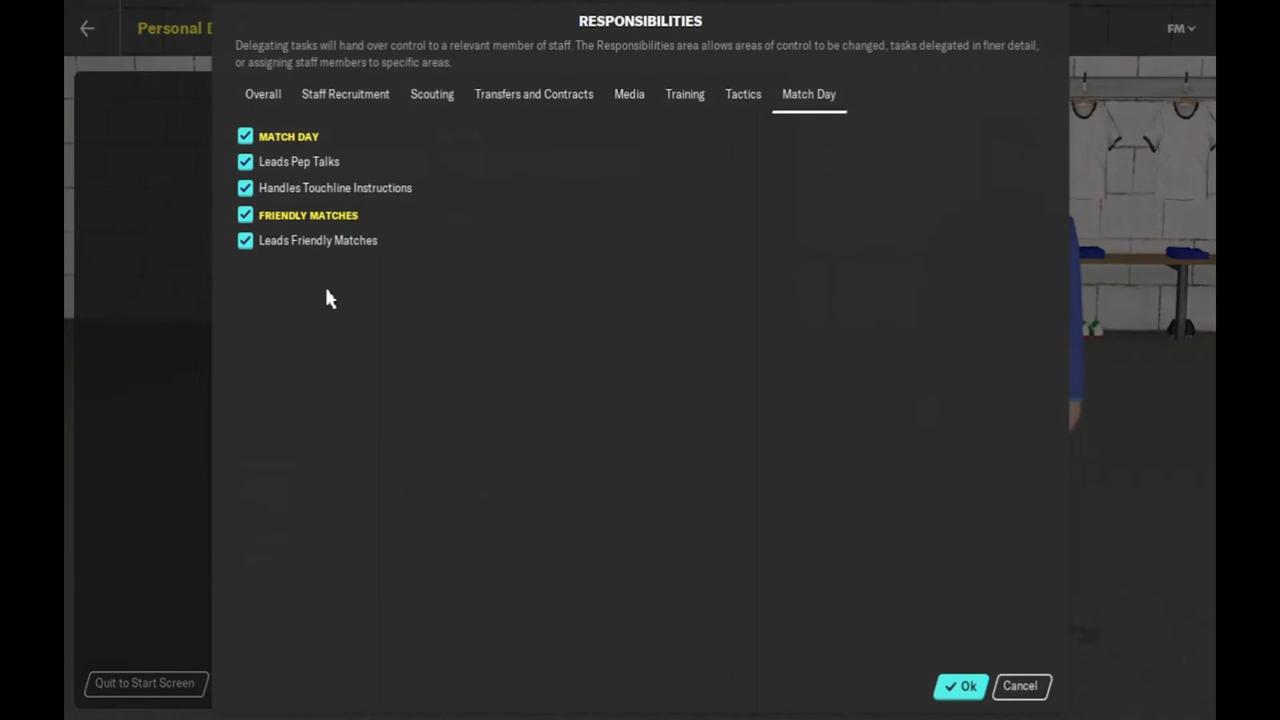 RESPONSIBILITIES
Personal D
FM
Delegating tasks will hand over control to a relevant member of staff. The Responsibilities area allows areas of control to be changed, tasks delegated in finer detail,
or assigning staff members to specific areas.
Overall Staff Recruitment Scouting Transfers and Contracts Media Training Tactics Match Day
MATCH DAY
Leads Pep Talks
Handles Touchline Instructions
FRIENDLY MATCHES
Leads Friendly Matches
Quit to Start Screen
Ok Cancel